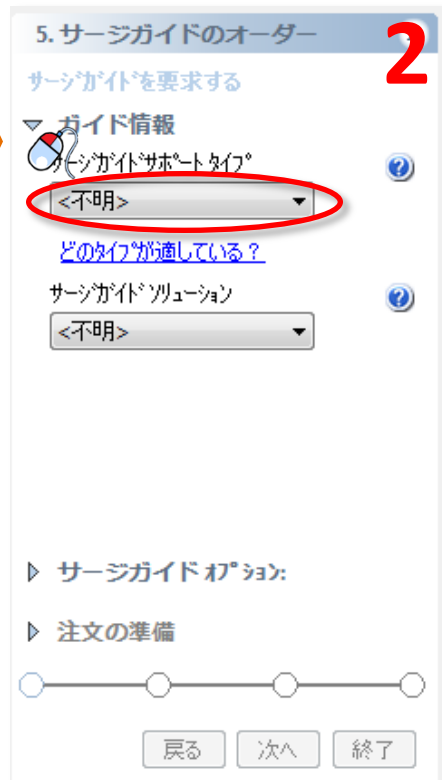 5. サージガイドのオーダー
2
サージガイドを要求する
ガイド情報
サージガイドサポート タイプ
<不明>
どのタイプが適している？
サージガイド ソリューション
<不明>
サージガイド オプション:
注文の準備
戻る 次へ 終了